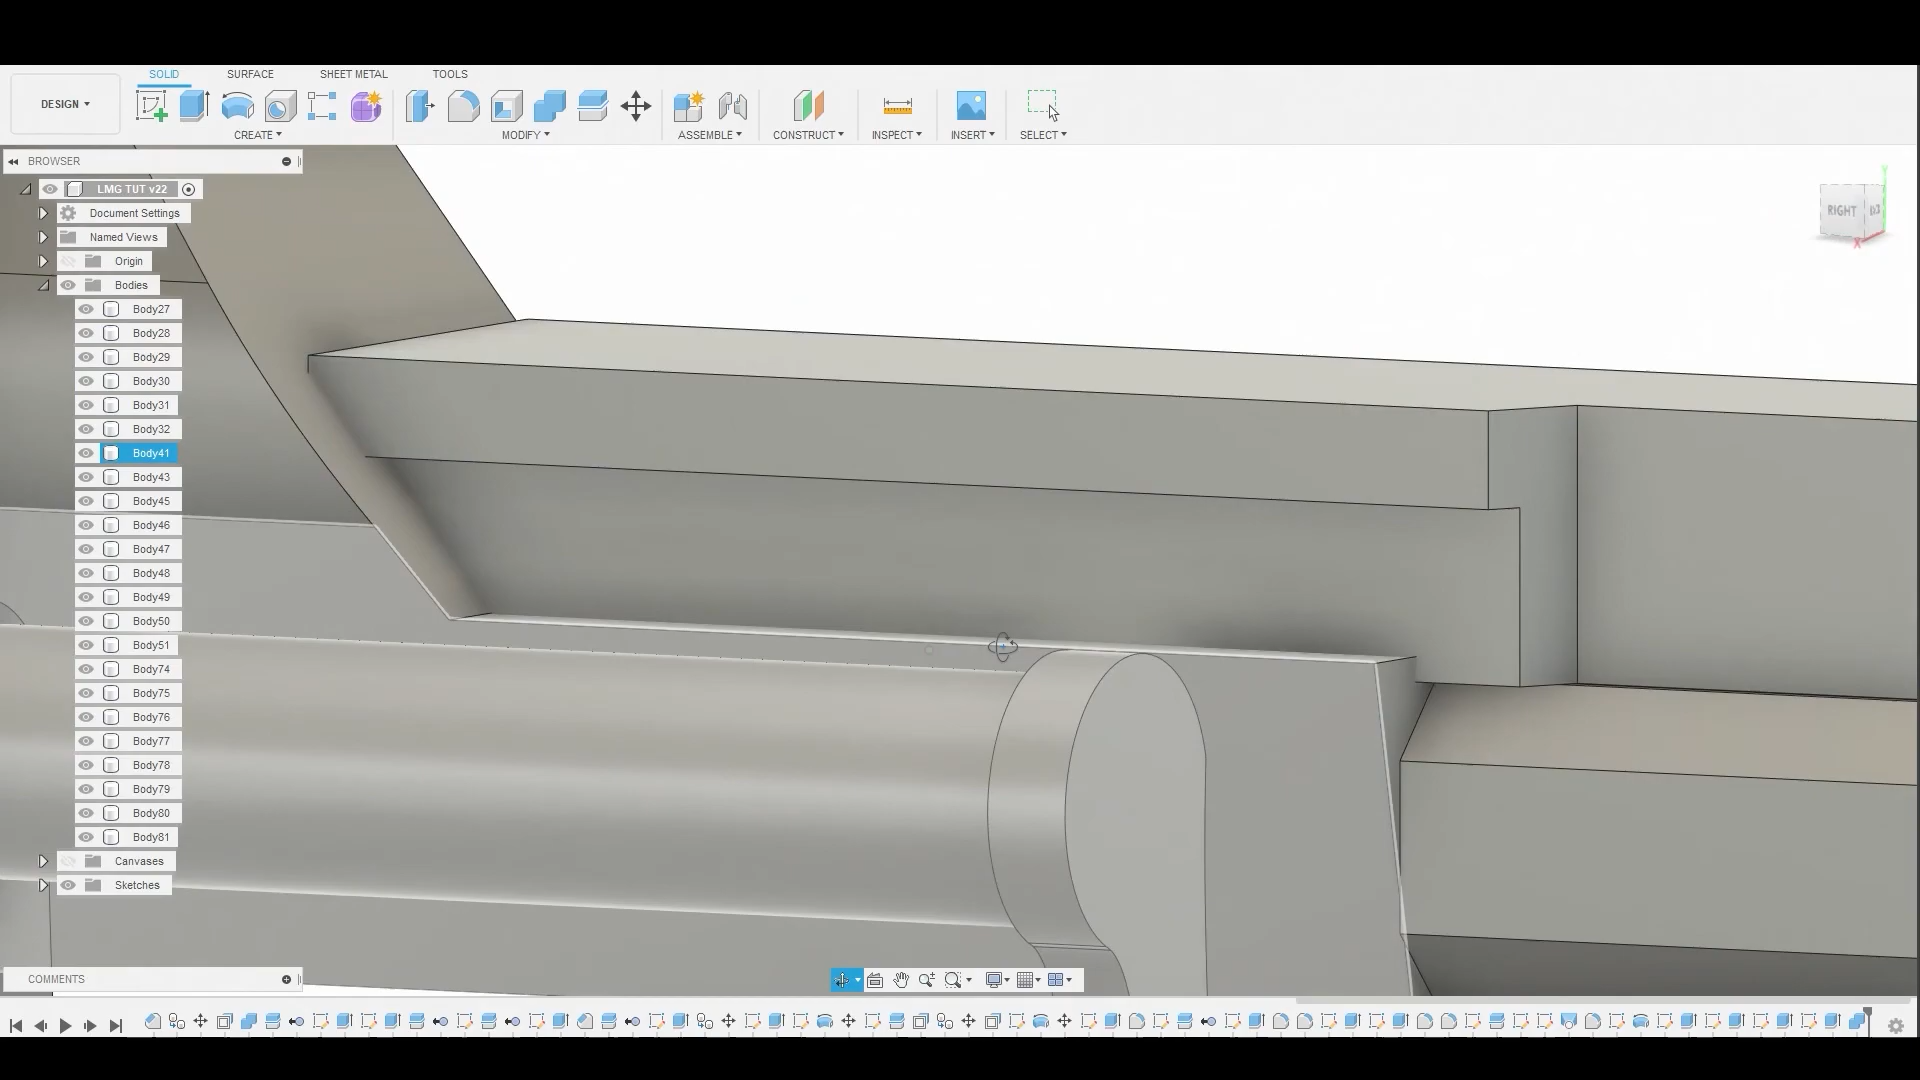 SOLID SURFACE SHEET METAL TOOLS
DESIGN
CREATE MODIFY ASSEMBLE CONSTRUCT INSPECT INSERT SELECT
BROWSER
LMG TUT v22
Document Settings
Named Views
Origin
Bodies
Body27
Body28
Body29
Body30
Body31
Body32
Body41
Body43
Body45
Body46
Body47
Body48
Body49
Body50
Body51
Body74
Body75
Body76
Body77
Body78
Body79
Body80
Body81
Canvases
Sketches
COMMENTS
RIGHT
X